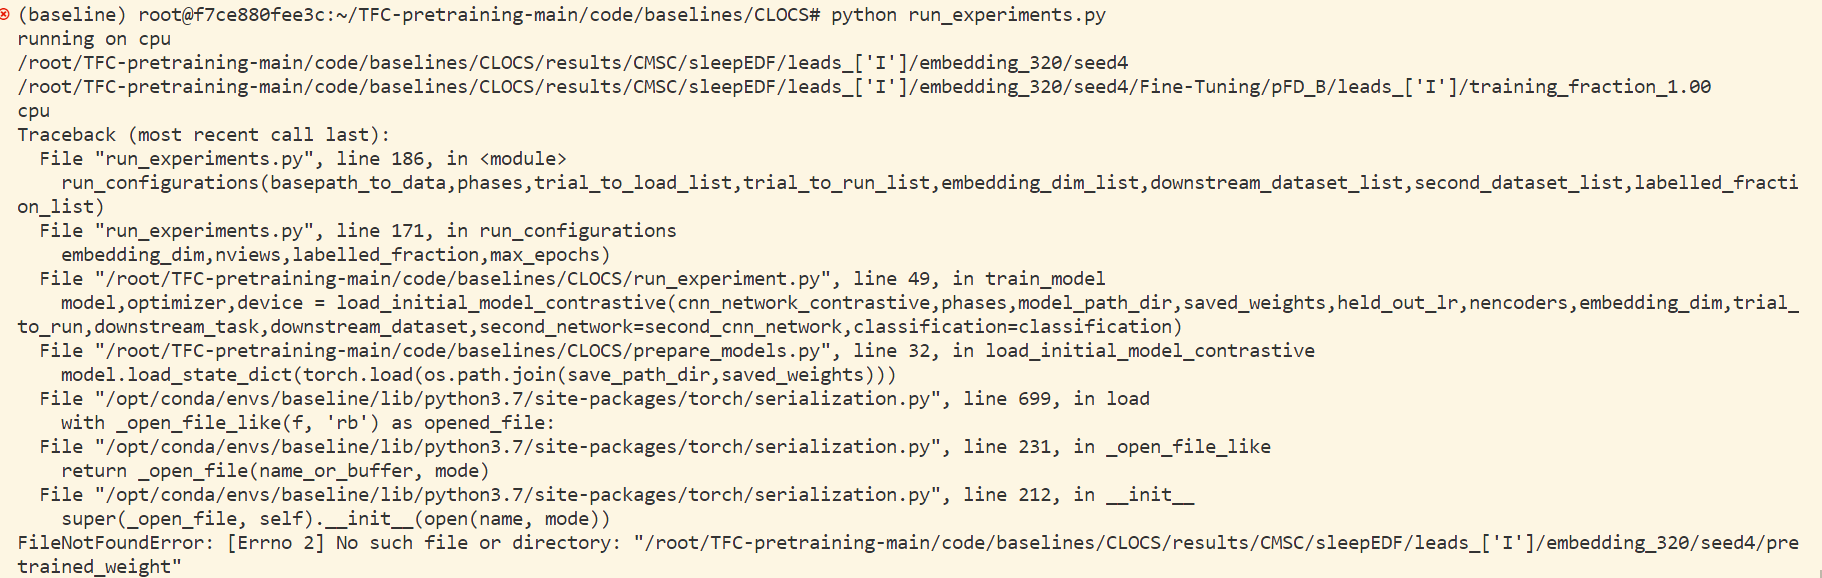 (baseline) root@f7ce880fee3c:~/TFC-pretraining-main/code/baselines/CLOCS# python run_experiments.py
running on cpu
/root/TFC-pretraining-main/code/baselines/CLOCS/results/CMSC/sleepEDF/leads_['I']/embedding_320/seed4
/root/TFC-pretraining-main/code/baselines/CLOCS/results/CMSC/sleepEDF/leads_['I']/embedding_320/seed4/Fine-Tuning/pFD_B/leads_['I']/training_fraction_1.00
cpu
Traceback (most recent call last):
  File "run_experiments.py", line 186, in <module>
    run_configurations(basepath_to_data,phases,trial_to_load_list,trial_to_run_list,embedding_dim_list,downstream_dataset_list,second_dataset_list,labelled_fracti
on_list)
  File "run_experiments.py", line 171, in run_configurations
    embedding_dim,nviews,labelled_fraction,max_epochs)
  File "/root/TFC-pretraining-main/code/baselines/CLOCS/run_experiment.py", line 49, in train_model
    model,optimizer,device = load_initial_model_contrastive(cnn_network_contrastive,phases,model_path_dir,saved_weights,held_out_lr,nencoders,embedding_dim,trial_
to_run,downstream_task,downstream_dataset,second_network=second_cnn_network,classification=classification)
  File "/root/TFC-pretraining-main/code/baselines/CLOCS/prepare_models.py", line 32, in load_initial_model_contrastive
    model.load_state_dict(torch.load(os.path.join(save_path_dir,saved_weights)))
  File "/opt/conda/envs/baseline/lib/python3.7/site-packages/torch/serialization.py", line 699, in load
    with _open_file_like(f, 'rb') as opened_file:
  File "/opt/conda/envs/baseline/lib/python3.7/site-packages/torch/serialization.py", line 231, in _open_file_like
    return _open_file(name_or_buffer, mode)
  File "/opt/conda/envs/baseline/lib/python3.7/site-packages/torch/serialization.py", line 212, in __init__
    super(_open_file, self).__init__(open(name, mode))
FileNotFoundError: [Errno 2] No such file or directory: "/root/TFC-pretraining-main/code/baselines/CLOCS/results/CMSC/sleepEDF/leads_['I']/embedding_320/seed4/pre
trained_weight"